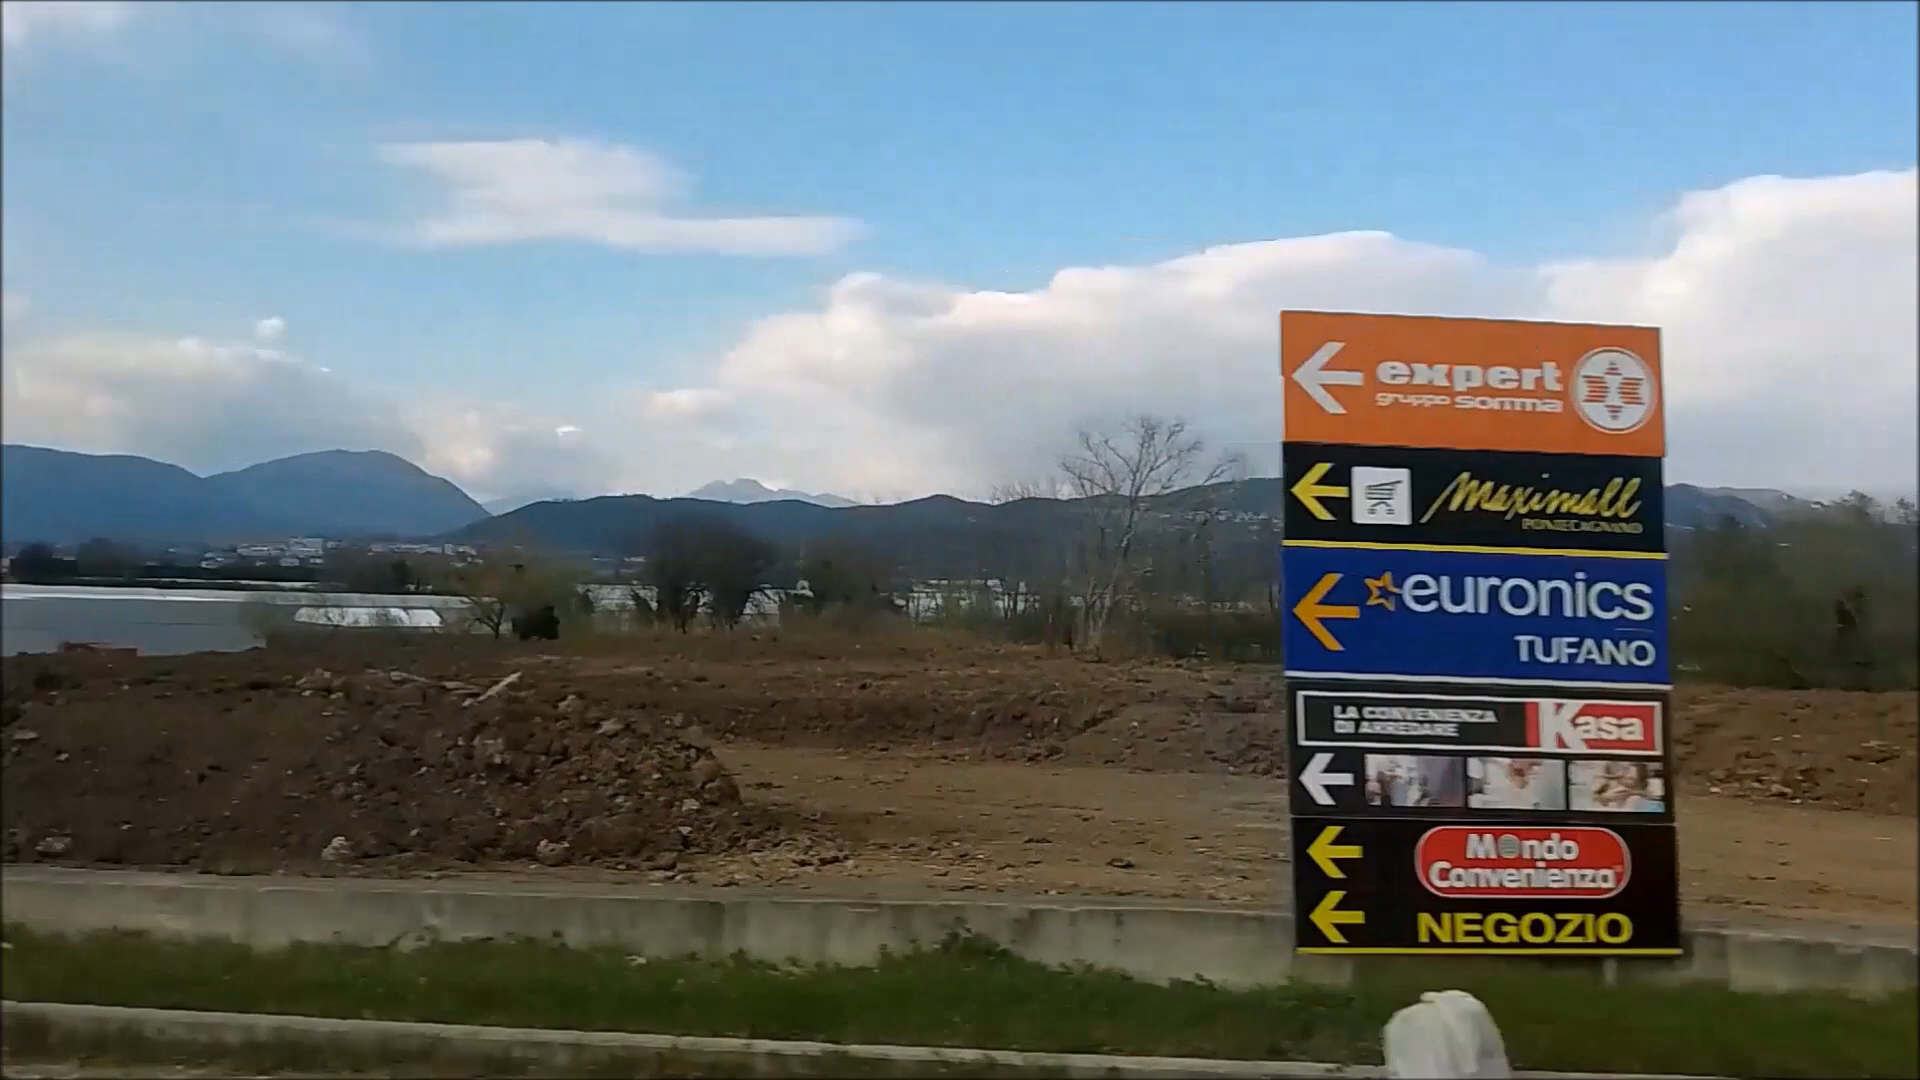 expert
gruppo somma
Maximall
PONTECAGNANO
euronics
TUFANO
LA CONVENIENZA
DI ARREDARE
Kasa
Mondo
Convenienza
NEGOZIO